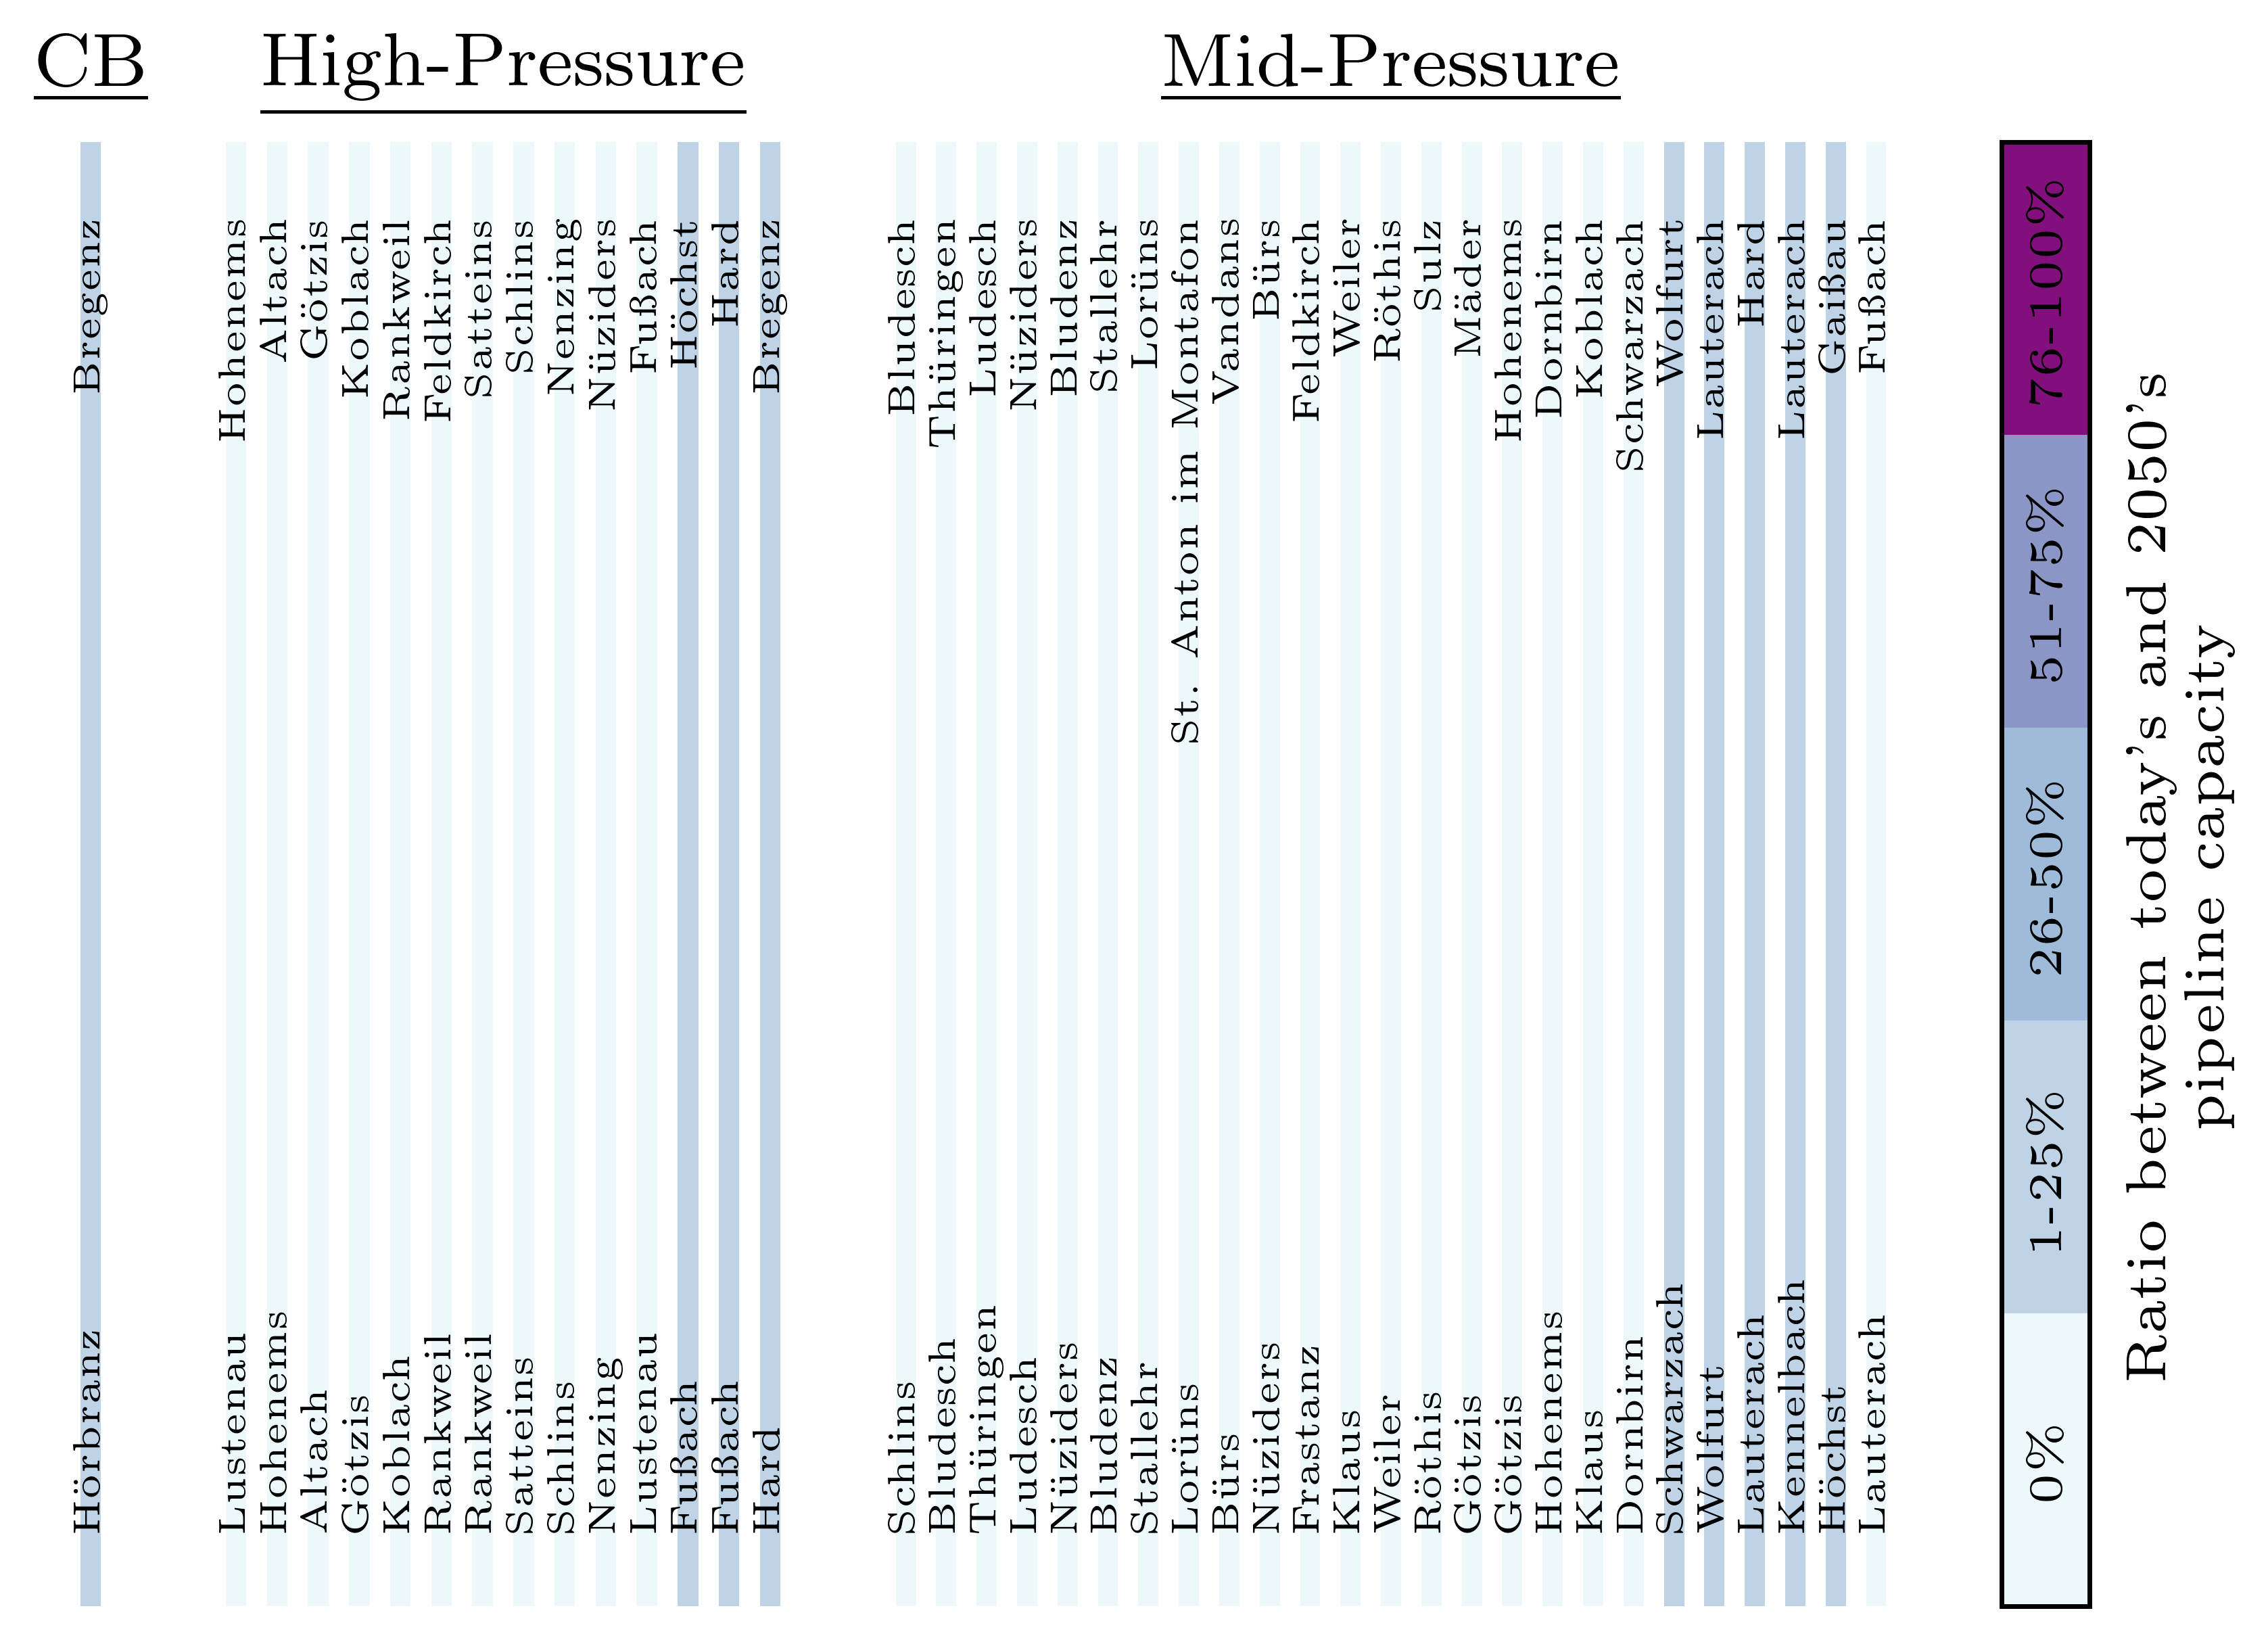 CB
High-Pressure
Mid-Pressure
Bregenz
Hohenems
Altach
Götzis
Koblach
Rankweil
Feldkirch
Satteins
Schlins
Nenzing
Nüziders
Fußach
Höchst
Hard
Bregenz
Bludesch
Thüringen
Ludesch
Nüziders
Bludenz
Stallehr
Lorüns
St. Anton im Montafon
Vandans
Bürs
Feldkirch
Weiler
Röthis
Sulz
Mäder
Hohenems
Dornbirn
Koblach
Schwarzach
Wolfurt
Lauterach
Hard
Lauterach
Gaißau
Fußach
Hörbranz
Lustenau
Hohenems
Altach
Götzis
Koblach
Rankweil
Rankweil
Satteins
Schlins
Nenzing
Lustenau
Fußach
Fußach
Hard
Schlins
Bludesch
Thüringen
Ludesch
Nüziders
Bludenz
Stallehr
Lorüns
Bürs
Nüziders
Frastanz
Klaus
Weiler
Röthis
Götzis
Götzis
Hohenems
Klaus
Dornbirn
Schwarzach
Wolfurt
Lauterach
Kennelbach
Höchst
Lauterach
76-100%
51-75%
26-50%
1-25%
0%
Ratio between today's and 2050's
pipeline capacity